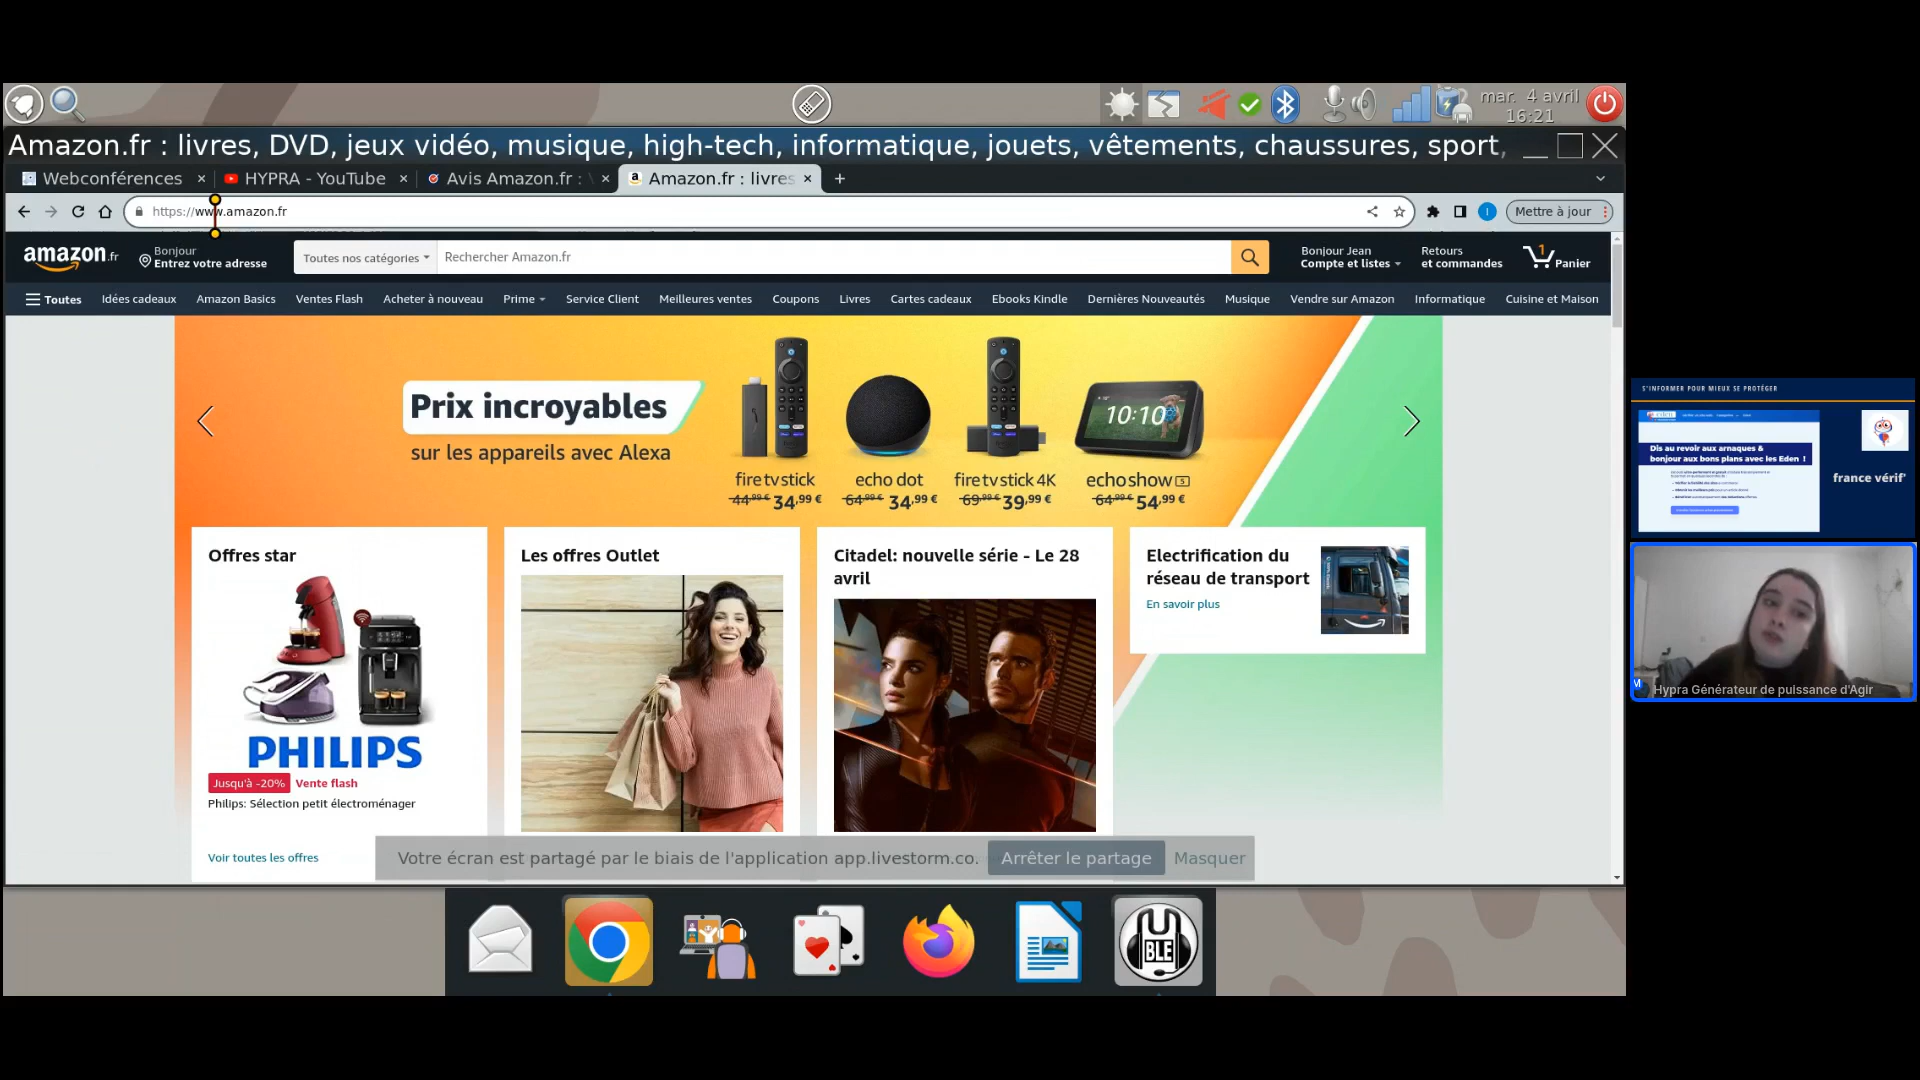 mar. 4 avril
16:21
Amazon.fr : livres, DVD, jeux vidéo, musique, high-tech, informatique, jouets, vêtements, chaussures, sport,
Webconférences
HYPRA - YouTube
Avis Amazon.fr :
Amazon.fr : livres
https://www.amazon.fr
Mettre à jour
amazon.fr
Bonjour
Entrez votre adresse
Toutes nos catégories
Rechercher Amazon.fr
Bonjour Jean
Compte et listes
Retours
et commandes
1
Panier
Toutes
Idées cadeaux
Amazon Basics
Ventes Flash
Acheter à nouveau
Prime
Service Client
Meilleures ventes
Coupons
Livres
Cartes cadeaux
Ebooks Kindle
Dernières Nouveautés
Musique
Vendre sur Amazon
Informatique
Cuisine et Maison
Prix incroyables
sur les appareils avec Alexa
10:10
fire tv stick
44,99 € 34,99 €
echo dot
64,99 € 34,99 €
fire tv stick 4K
69,99 € 39,99 €
echo show 5
64,99 € 54,99 €
Offres star
PHILIPS
Jusqu'à -20% Vente flash
Philips: Sélection petit électroménager
Voir toutes les offres
Les offres Outlet
Citadel: nouvelle série - Le 28
avril
Electrification du
réseau de transport
En savoir plus
Votre écran est partagé par le biais de l'application app.livestorm.co.
Arrêter le partage
Masquer
U
BLE
S'INFORMER POUR MIEUX SE PROTÉGER
Dis au revoir aux arnaques &
bonjour aux bons plans avec les Eden !
france vérif'
M
Hypra Générateur de puissance d'Agir